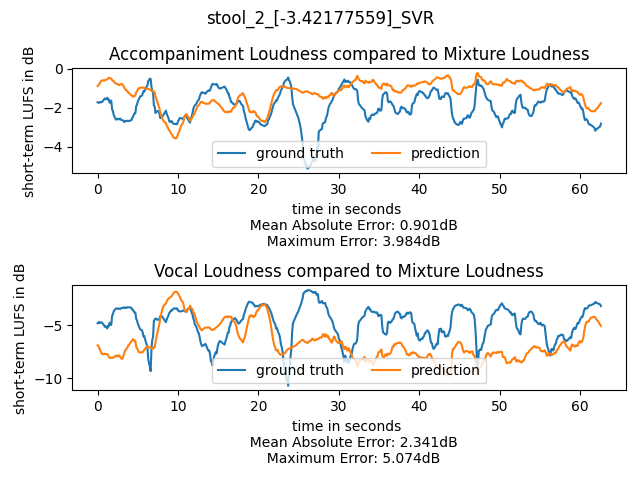 stool_2_[-3.42177559]_SVR
Accompaniment Loudness compared to Mixture Loudness
short-term LUFS in dB
0
−2
−4
ground truth
prediction
0 10 20 30 40 50 60
time in seconds
Mean Absolute Error: 0.901dB
Maximum Error: 3.984dB
Vocal Loudness compared to Mixture Loudness
short-term LUFS in dB
−5
−10
ground truth
prediction
0 10 20 30 40 50 60
time in seconds
Mean Absolute Error: 2.341dB
Maximum Error: 5.074dB